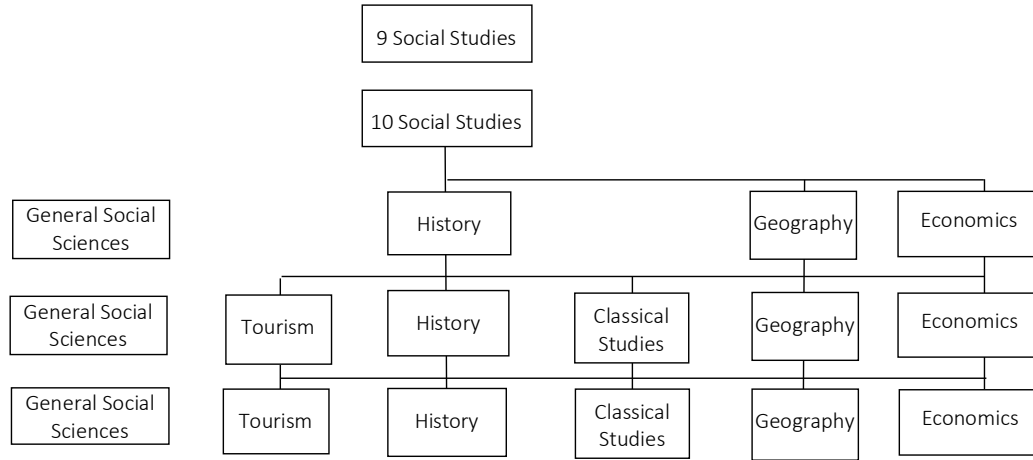 9 Social Studies
10 Social Studies
General Social
Sciences
History
Geography
Economics
General Social
Sciences
Tourism
History
Classical
Studies
Geography
Economics
General Social
Sciences
Tourism
History
Classical
Studies
Geography
Economics